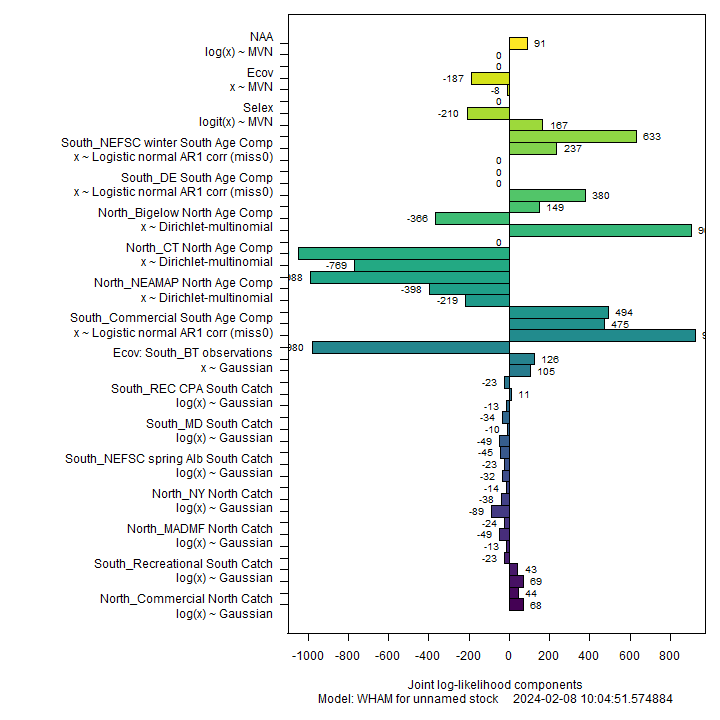 NAA
log(x) ~ MVN
91
0
0
Ecov
x ~ MVN
-187
-8
0
Selex
logit(x) ~ MVN
-210
167
South_NEFSC winter South Age Comp
x ~ Logistic normal AR1 corr (miss0)
633
237
0
South_DE South Age Comp
x ~ Logistic normal AR1 corr (miss0)
0
0
380
149
North_Bigelow North Age Comp
x ~ Dirichlet-multinomial
-366
0
North_CT North Age Comp
x ~ Dirichlet-multinomial
-769
North_NEAMAP North Age Comp
x ~ Dirichlet-multinomial
-398
-219
South_Commercial South Age Comp
x ~ Logistic normal AR1 corr (miss0)
494
475
Ecov: South_BT observations
x ~ Gaussian
126
105
South_REC CPA South Catch
log(x) ~ Gaussian
-23
11
-13
South_MD South Catch
log(x) ~ Gaussian
-34
-10
-49
South_NEFSC spring Alb South Catch
log(x) ~ Gaussian
-45
-23
-32
North_NY North Catch
log(x) ~ Gaussian
-14
-38
-89
North_MADMF North Catch
log(x) ~ Gaussian
-24
-49
-13
South_Recreational South Catch
log(x) ~ Gaussian
-23
43
69
North_Commercial North Catch
log(x) ~ Gaussian
44
68
-1000 -800 -600 -400 -200 0 200 400 600 800
Joint log-likelihood components
Model: WHAM for unnamed stock 2024-02-08 10:04:51.574884